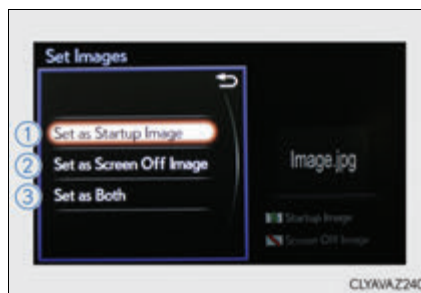 Set Images
1 Set as Startup Image
2 Set as Screen Off Image
3 Set as Both
Image.jpg
Startup Image
Screen Off Image
CLYAVAZ240